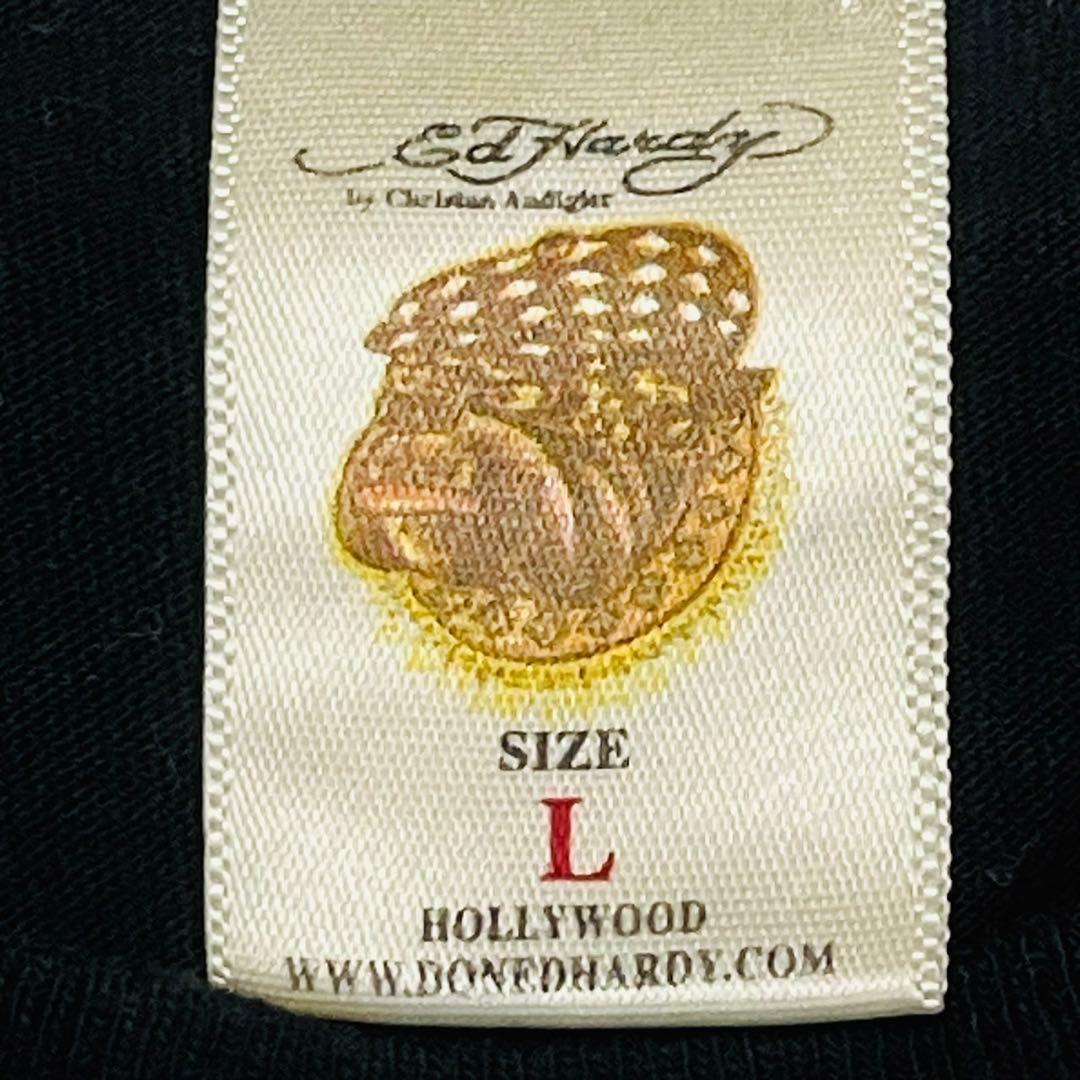 Ed Hardy
by Christian Audigier
SIZE
L
HOLLYWOOD
WWW.DONEDHARDY.COM